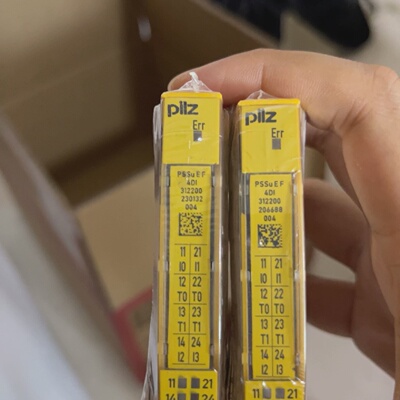 pilz
Err
PSSu E F
4DI
312200
230132
004
11 21
I0 I1
12 22
T0 T0
13 23
T1 T1
14 24
I2 I3
11 21
14 24
pilz
Err
PSSu E F
4DI
312200
206688
004
11 21
I0 I1
12 22
T0 T0
13 23
T1 T1
14 24
I2 I3
11 21